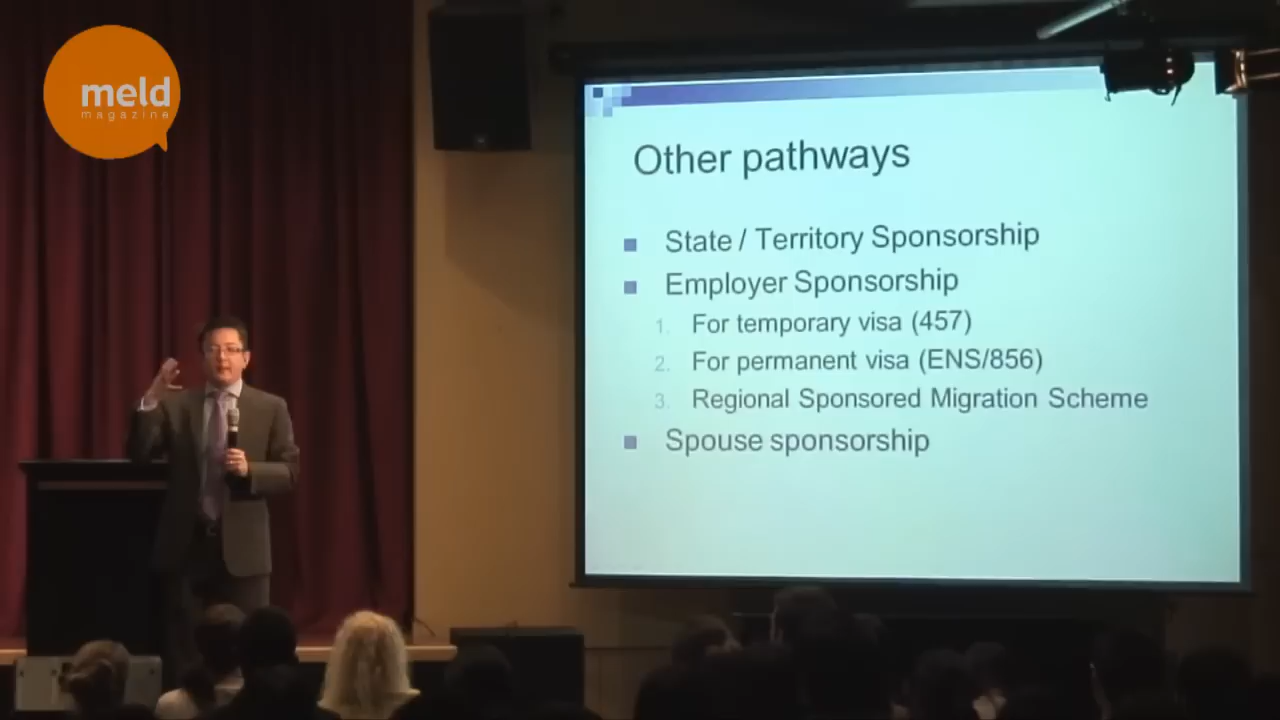 meld
magazine
Other pathways
State / Territory Sponsorship
Employer Sponsorship
1. For temporary visa (457)
2. For permanent visa (ENS/856)
3. Regional Sponsored Migration Scheme
Spouse sponsorship